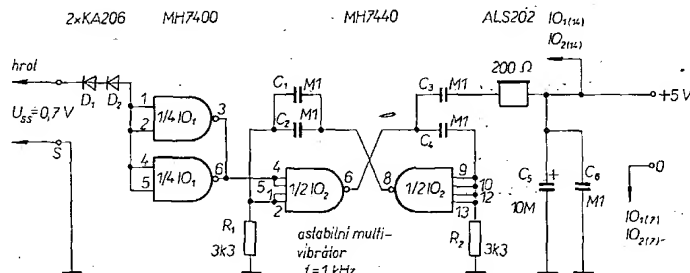 2×KA206 MH7400 MH7440 ALS202 IO1(14)
IO2(14)
hrot
200 Ω
C1 M1
C3 M1
+5 V
D1 D2
1
3
2
1/4 IO1
C2 M1
C4 M1
USS=0,7 V
S
0
4
6
5
1/4 IO1
4
5
1
2
1/2 IO2
6
8
1/2 IO2
9
10
12
13
C5 +
10M
C6
M1
R1
3k3
astabilní multi-
vibrátor
f=1 kHz
R2
3k3
IO1(7)
IO2(7)